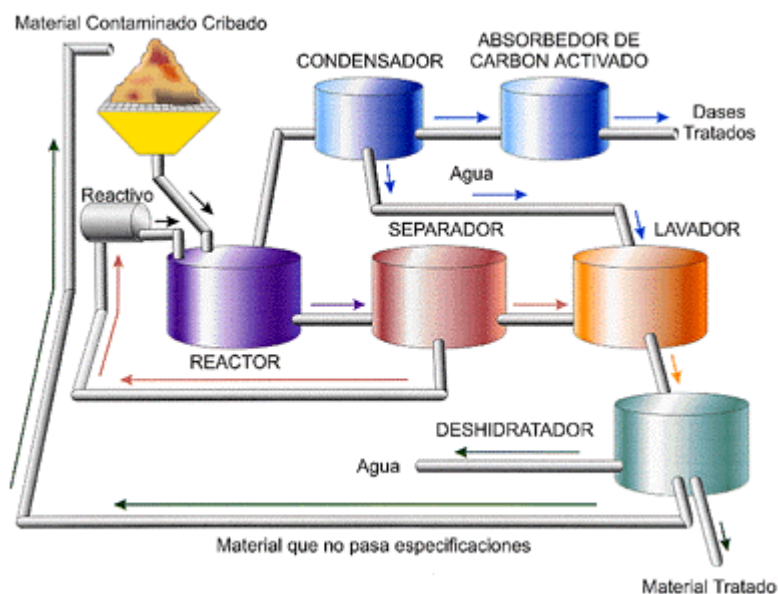 Material Contaminado Cribado
CONDENSADOR
ABSORBEDOR DE
CARBON ACTIVADO
Dases
Tratados
Agua
Reactivo
SEPARADOR
LAVADOR
REACTOR
DESHIDRATADOR
Agua
Material que no pasa especificaciones
Material Tratado